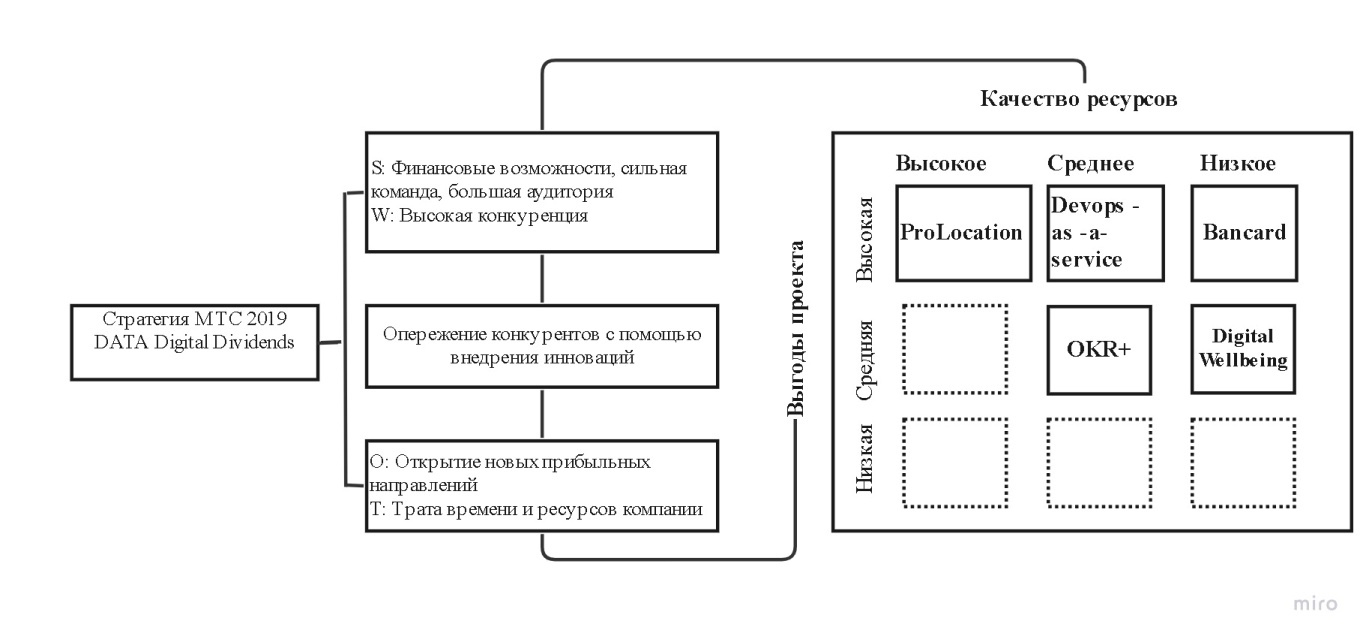 Качество ресурсов
S: Финансовые возможности, сильная
команда, большая аудитория
W: Высокая конкуренция
Стратегия МТС 2019
DATA Digital Dividends
Опережение конкурентов с помощью
внедрения инноваций
O: Открытие новых прибыльных
направлений
T: Трата времени и ресурсов компании
Выгоды проекта
Высокое Среднее Низкое
Высокая
ProLocation
Devops -
as -a-
service
Bancard
Средняя
OKR+
Digital
Wellbeing
Низкая
miro